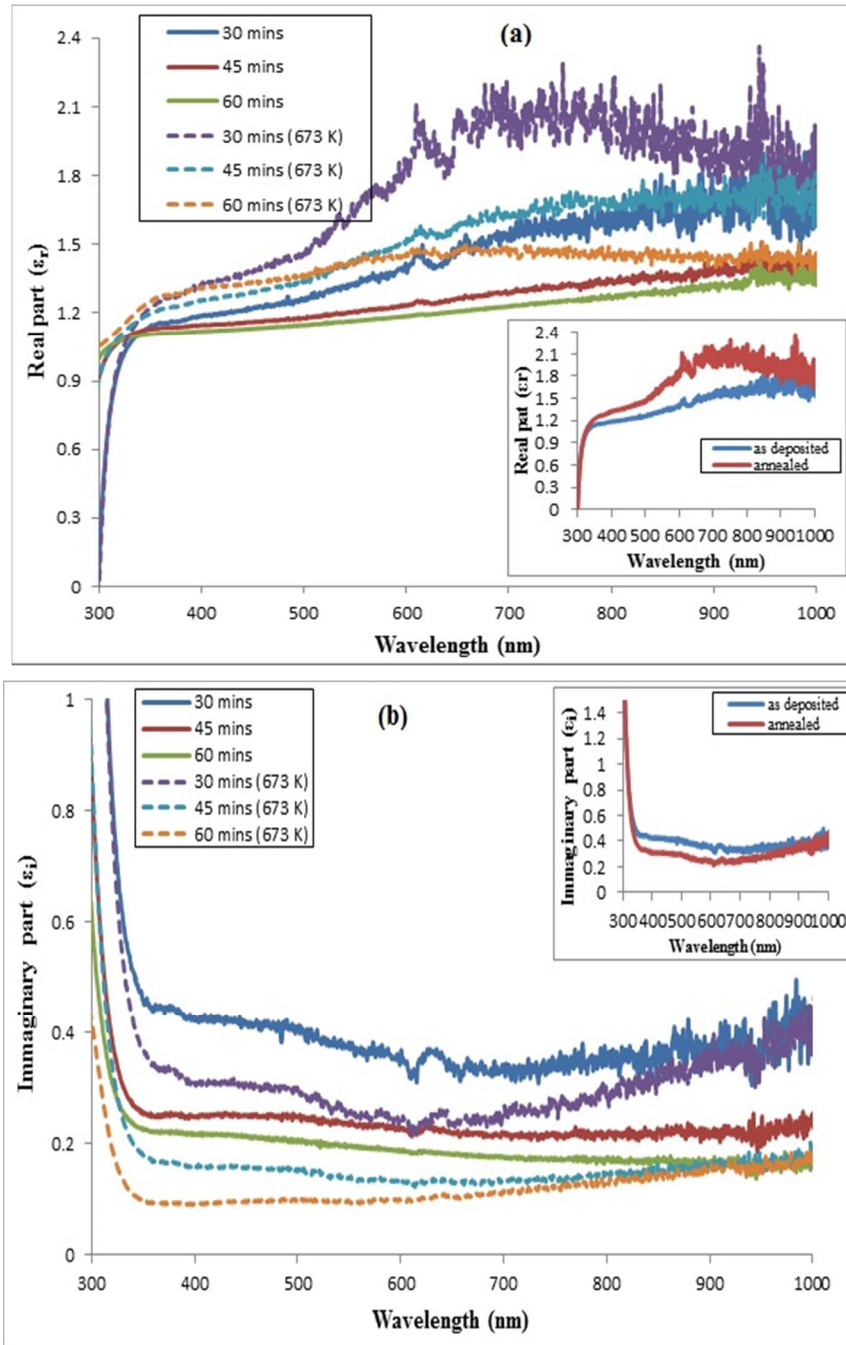 (a)
30 mins
45 mins
60 mins
30 mins (673 K)
45 mins (673 K)
60 mins (673 K)
Real part (εr)
2.4
2.1
1.8
1.5
1.2
0.9
0.6
0.3
0
300 400 500 600 700 800 900 1000
Wavelength (nm)
Real pat (εr)
2.4
2.1
1.8
1.5
1.2
0.9
0.6
0.3
0
as deposited
annealed
300 400 500 600 700 800 900 1000
Wavelength (nm)
(b)
30 mins
45 mins
60 mins
30 mins (673 K)
45 mins (673 K)
60 mins (673 K)
Immaginary part (εi)
1
0.8
0.6
0.4
0.2
0
300 400 500 600 700 800 900 1000
Wavelength (nm)
as deposited
annealed
Immaginary part (εi)
1.4
1.2
1
0.8
0.6
0.4
0.2
0
300 400 500 600 700 800 900 1000
Wavelength (nm)